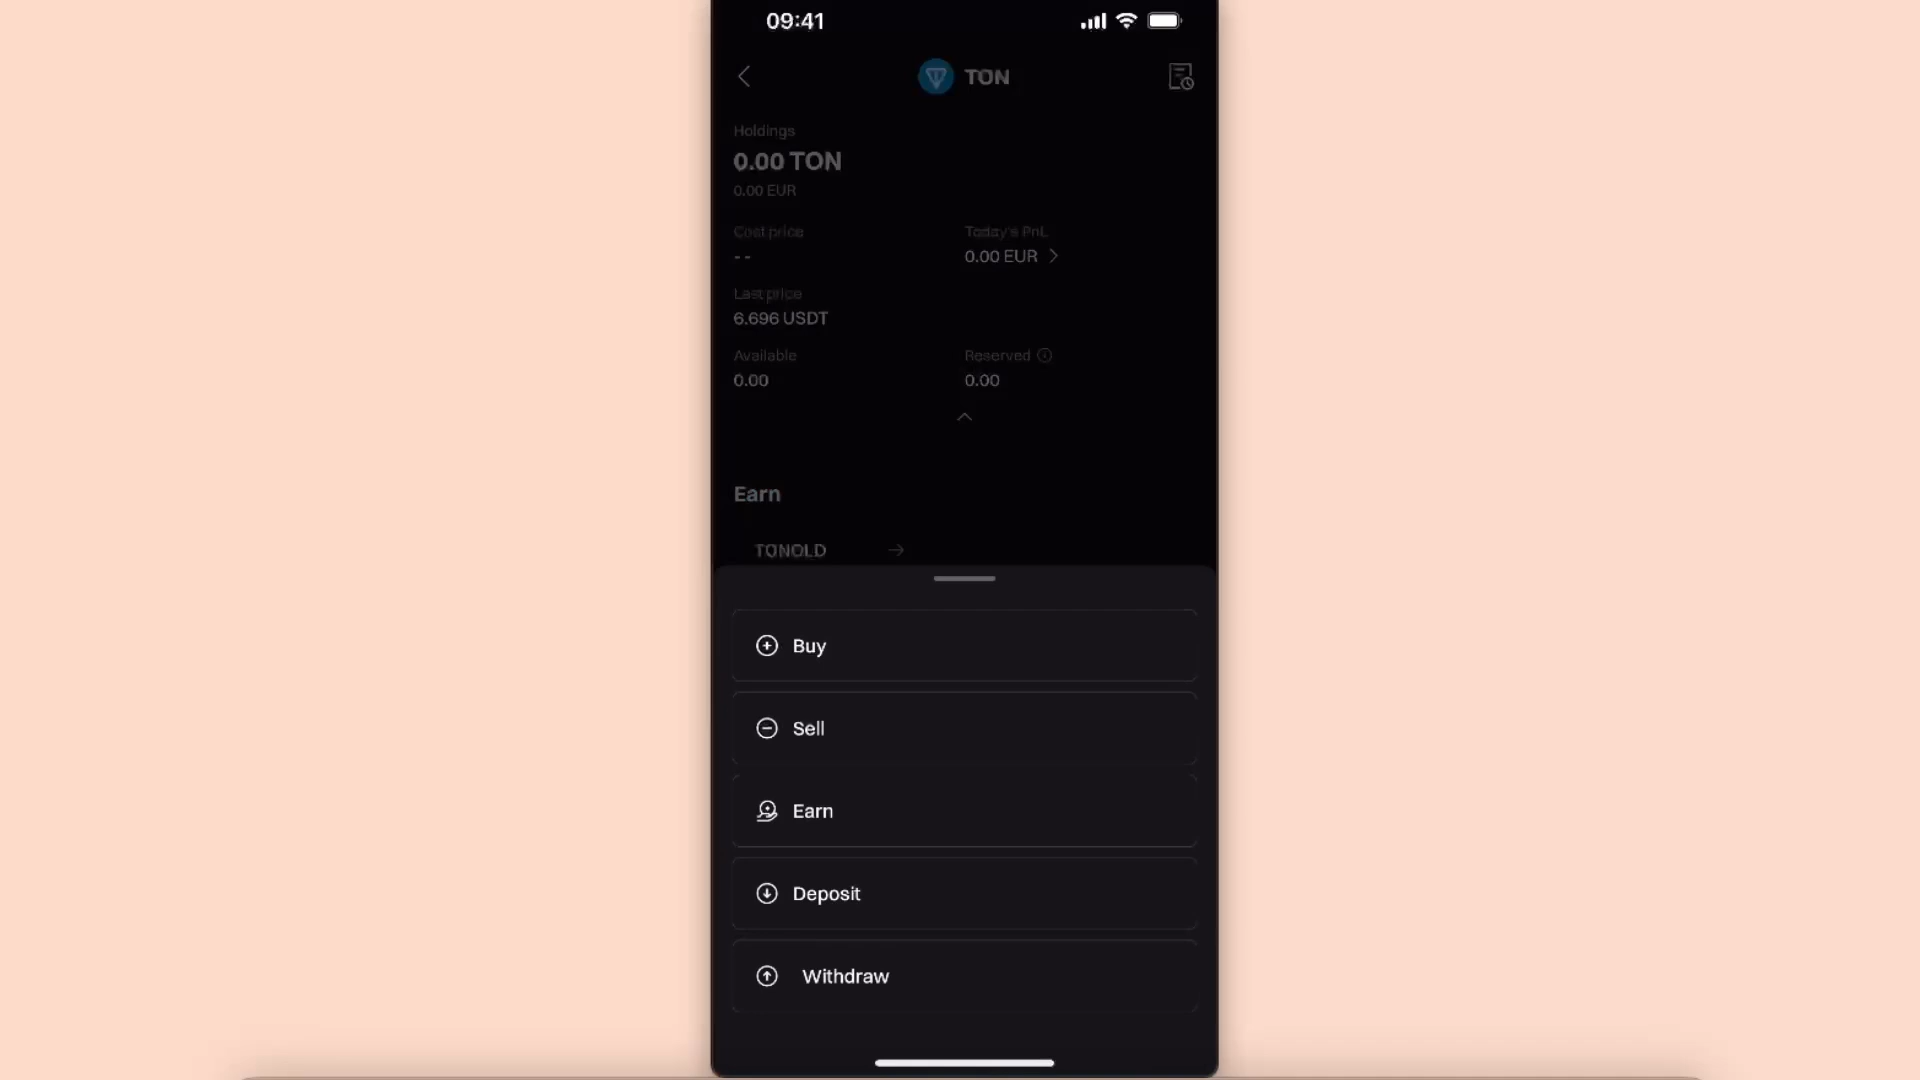 09:41
TON
Holdings
0.00 TON
0.00 EUR
Cost price
Today's PnL
- -
0.00 EUR
Last price
6.696 USDT
Available
Reserved
0.00
0.00
Earn
TONOLD
Buy
Sell
Earn
Deposit
Withdraw